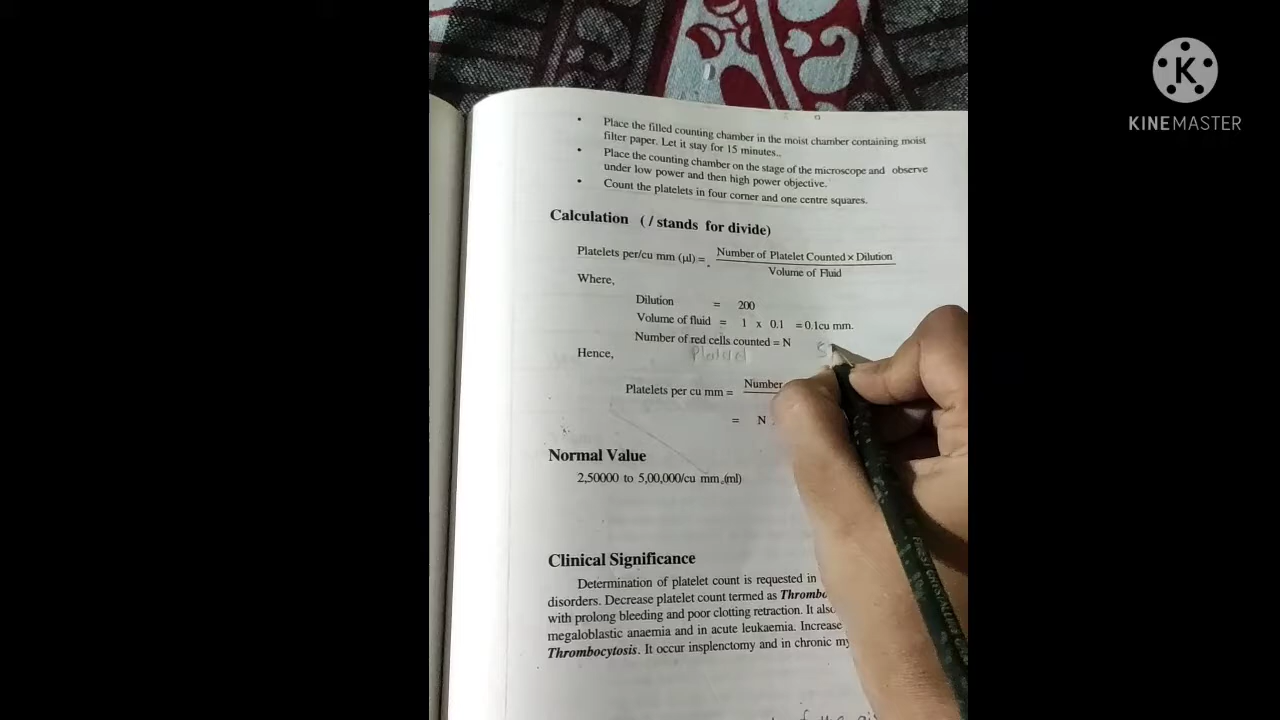 K
KINEMASTER
• Place the filled counting chamber in the moist chamber containing moist
filter paper. Let it stay for 15 minutes..
• Place the counting chamber on the stage of the microscope and observe
under low power and then high power objective.
• Count the platelets in four corner and one centre squares.
Calculation ( / stands for divide)
Platelets per/cu mm (μl) = Number of Platelet Counted × Dilution
Volume of Fluid
Where,
Dilution = 200
Volume of fluid = 1 x 0.1 = 0.1cu mm.
Number of red cells counted = N
Hence,
Platelets per cu mm = Number
= N
Normal Value
2,50000 to 5,00,000/cu mm.(ml)
Clinical Significance
Determination of platelet count is requested in
disorders. Decrease platelet count termed as Thrombo
with prolong bleeding and poor clotting retraction. It also
megaloblastic anaemia and in acute leukaemia. Increase
Thrombocytosis. It occur insplenctomy and in chronic my